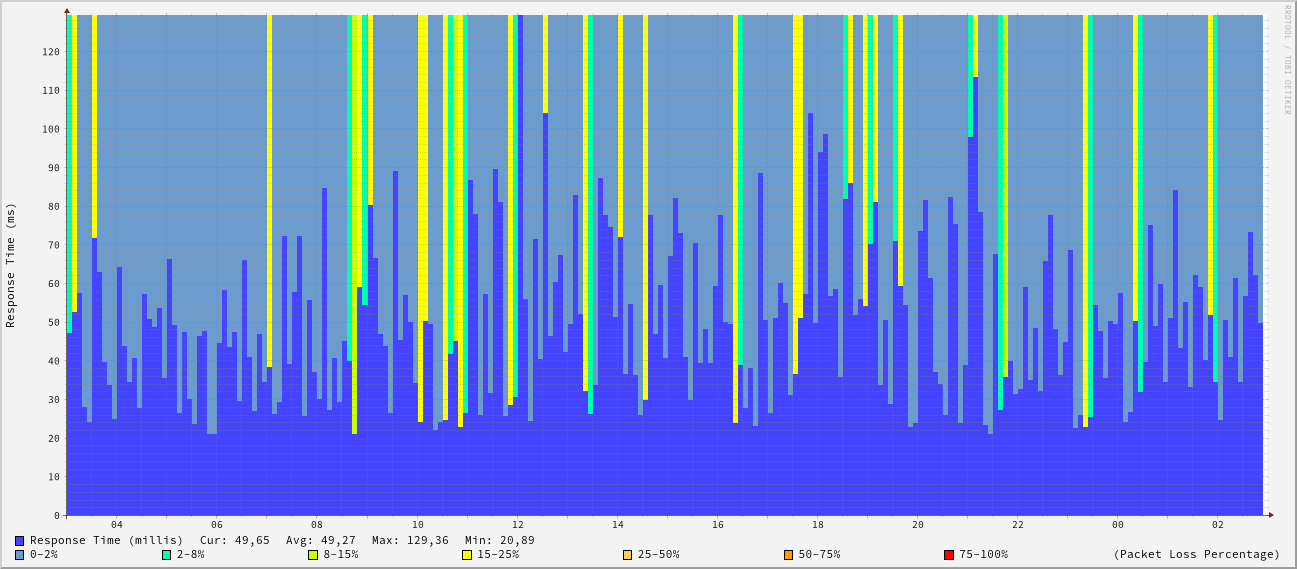 RRDTOOL / TOBI OETIKER
Response Time (ms)
120
110
100
90
80
70
60
50
40
30
20
10
0
04 06 08 10 12 14 16 18 20 22 00 02
Response Time (millis) Cur: 49,65 Avg: 49,27 Max: 129,36 Min: 20,89
0-2% 2-8% 8-15% 15-25% 25-50% 50-75% 75-100% (Packet Loss Percentage)